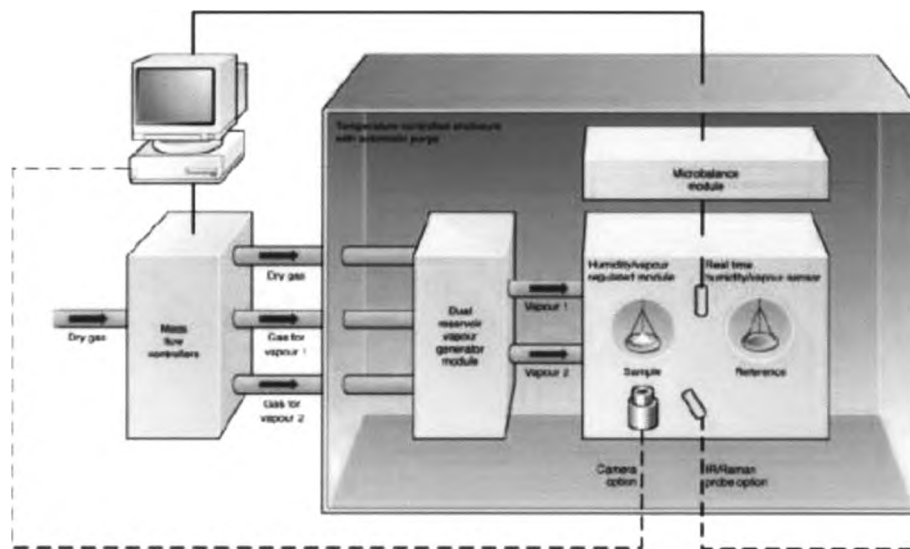 Temperature controlled enclosure
with automatic purge
Microbalance
module
Dry gas
Mass
flow
controllers
Dry gas
Gas for
vapour 1
Gas for
vapour 2
Dual
reservoir
vapour
generator
module
Vapour 1
Vapour 2
Humidity/vapour
regulated module
Real time
humidity/vapour sensor
Sample
Reference
Camera
option
IR/Raman
probe option